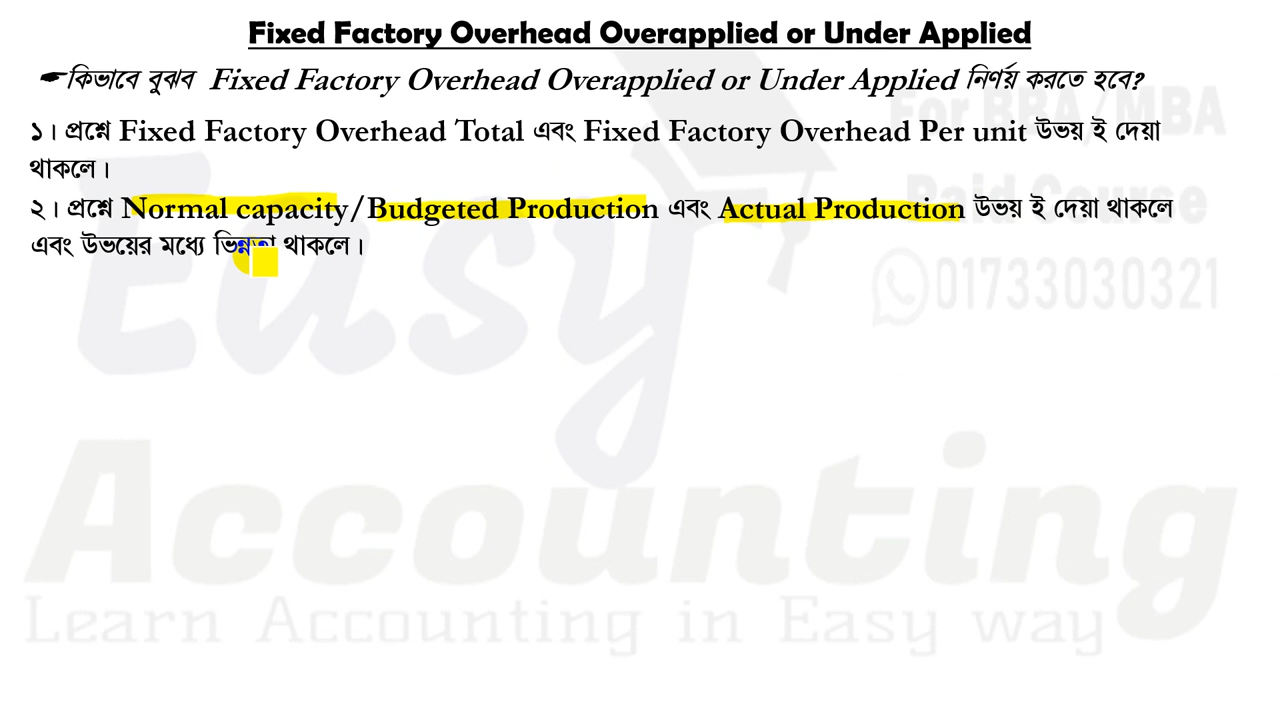 Fixed Factory Overhead Overapplied or Under Applied
কিভাবে বুঝব Fixed Factory Overhead Overapplied or Under Applied নির্ণয় করতে হবে?
For BBA/MBA
১। প্রশ্নে Fixed Factory Overhead Total এবং Fixed Factory Overhead Per unit উভয় ই দেয়া
থাকলে।
Paid Course
২। প্রশ্নে Normal capacity/Budgeted Production এবং Actual Production উভয় ই দেয়া থাকলে
এবং উভয়ের মধ্যে ভিন্নতা থাকলে।
01733030321
Easy
Accounting
Learn Accounting in Easy way